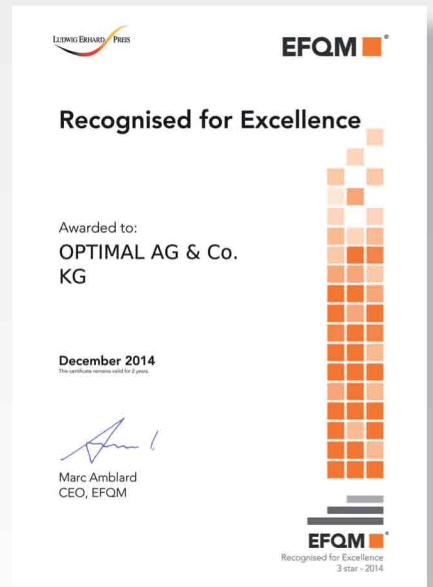 LUDWIG ERHARD PREIS
EFQM
Recognised for Excellence
Awarded to:
OPTIMAL AG & Co.
KG
December 2014
This certificate remains valid for 2 years.
Marc Amblard
CEO, EFQM
EFQM
Recognised for Excellence
3 star - 2014